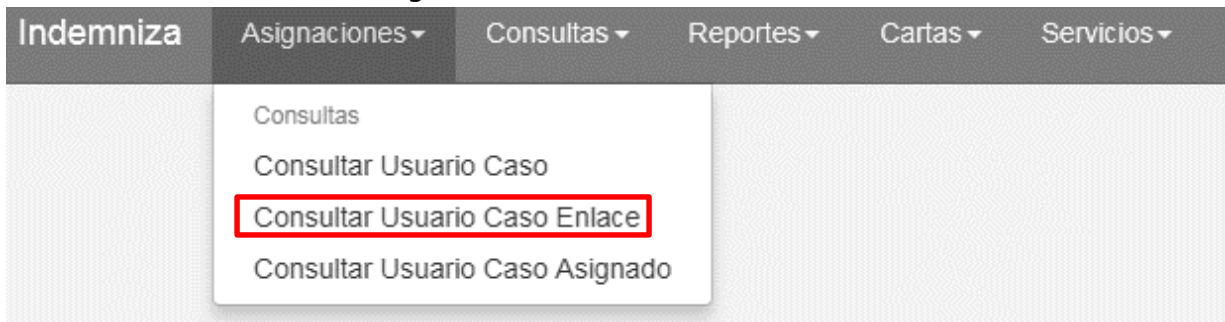 Indemniza Asignaciones Consultas Reportes Cartas Servicios
Consultas
Consultar Usuario Caso
Consultar Usuario Caso Enlace
Consultar Usuario Caso Asignado